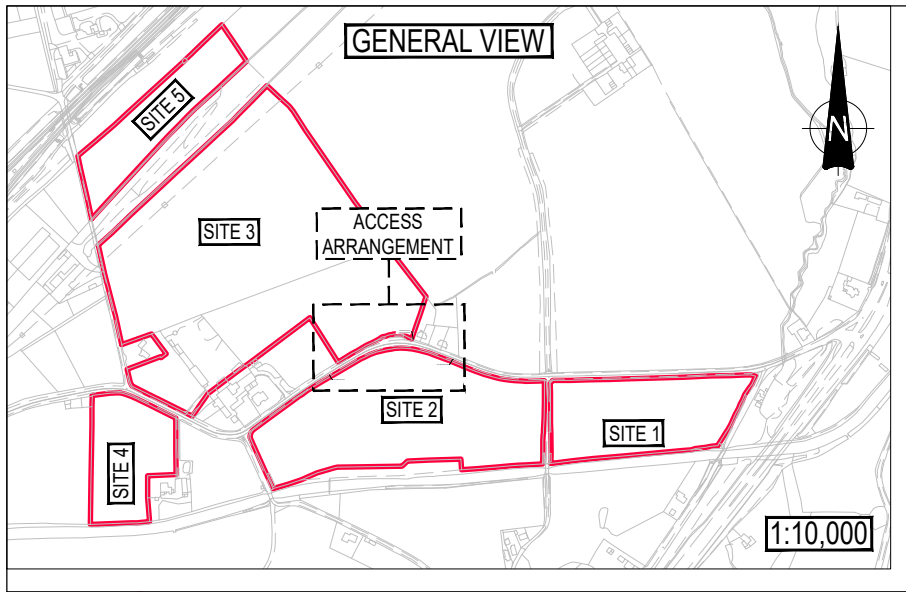 GENERAL VIEW
N
SITE 5
SITE 3
ACCESS
ARRANGEMENT
SITE 2
SITE 1
SITE 4
1:10,000